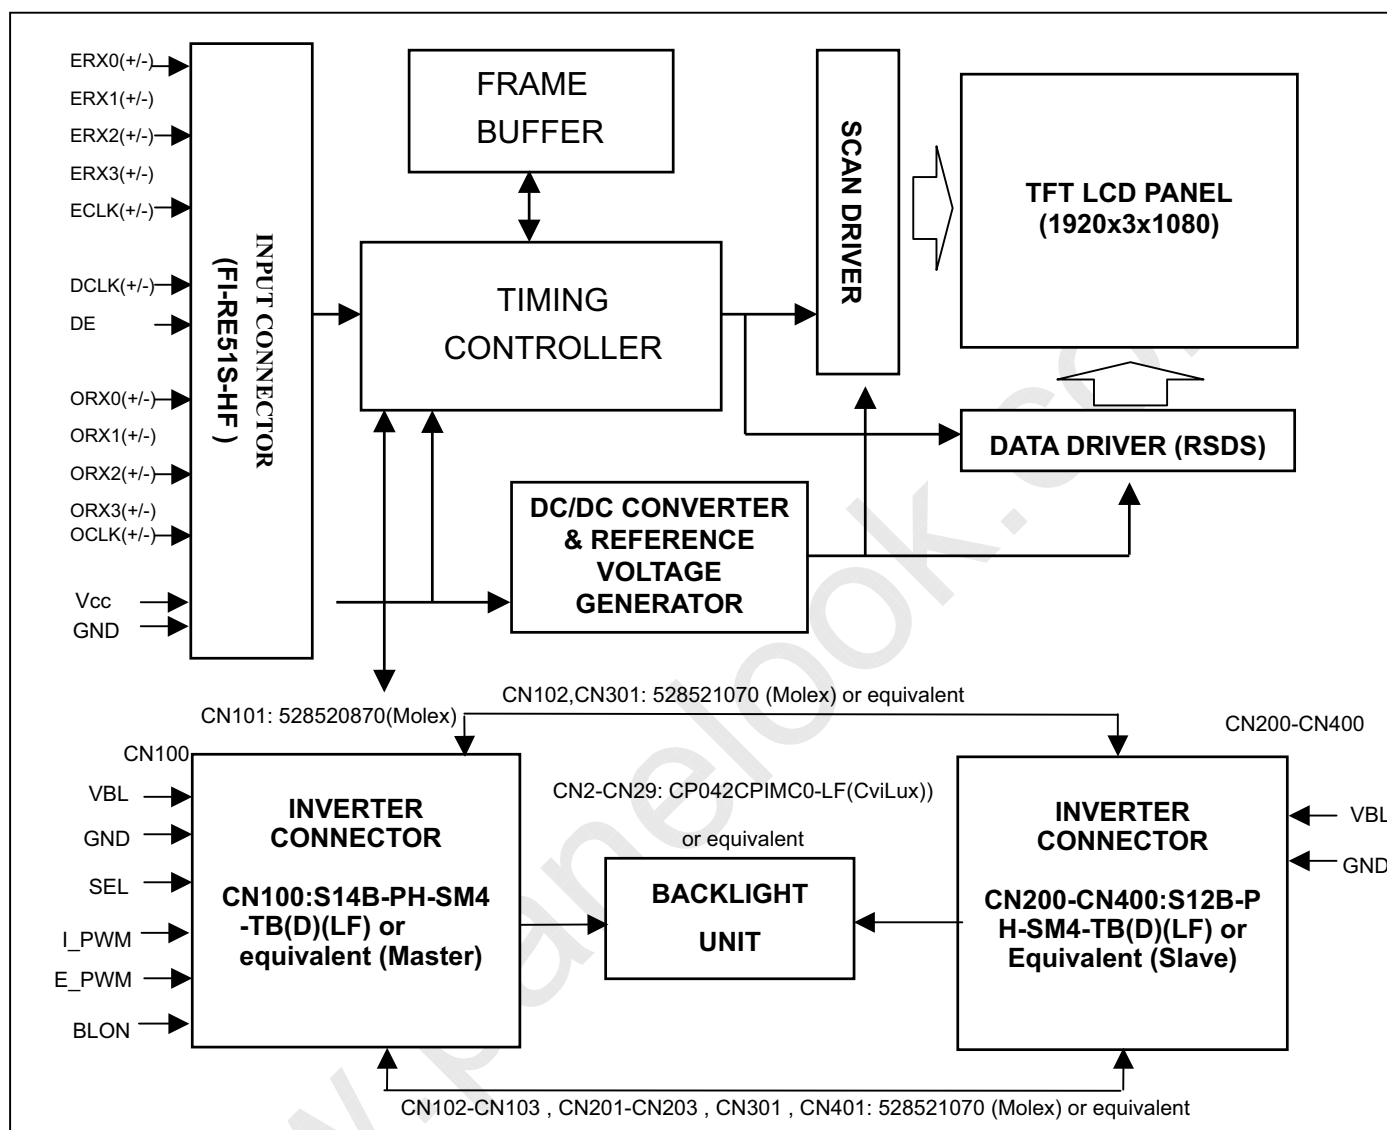 ERX0(+/-)
ERX1(+/-)
ERX2(+/-)
ERX3(+/-)
ECLK(+/-)
DCLK(+/-)
DE
ORX0(+/-)
ORX1(+/-)
ORX2(+/-)
ORX3(+/-)
OCLK(+/-)
Vcc
GND
INPUT CONNECTOR
(FI-RE51S-HF )
FRAME
BUFFER
TIMING
CONTROLLER
SCAN DRIVER
TFT LCD PANEL
(1920x3x1080)
DATA DRIVER (RSDS)
DC/DC CONVERTER
& REFERENCE
VOLTAGE
GENERATOR
CN102,CN301: 528521070 (Molex) or equivalent
CN101: 528520870(Molex)
CN200-CN400
CN100
VBL
GND
SEL
I_PWM
E_PWM
BLON
INVERTER
CONNECTOR
CN100:S14B-PH-SM4
-TB(D)(LF) or
equivalent (Master)
CN2-CN29: CP042CPIMC0-LF(CviLux))
or equivalent
BACKLIGHT
UNIT
INVERTER
CONNECTOR
CN200-CN400:S12B-P
H-SM4-TB(D)(LF) or
Equivalent (Slave)
VBL
GND
CN102-CN103 , CN201-CN203 , CN301 , CN401: 528521070 (Molex) or equivalent